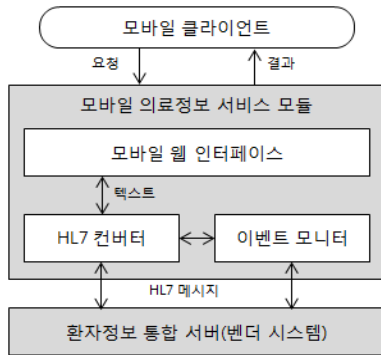 모바일 클라이언트
요청
결과
모바일 의료정보 서비스 모듈
모바일 웹 인터페이스
텍스트
HL7 컨버터
이벤트 모니터
HL7 메시지
환자정보 통합 서버(벤더 시스템)